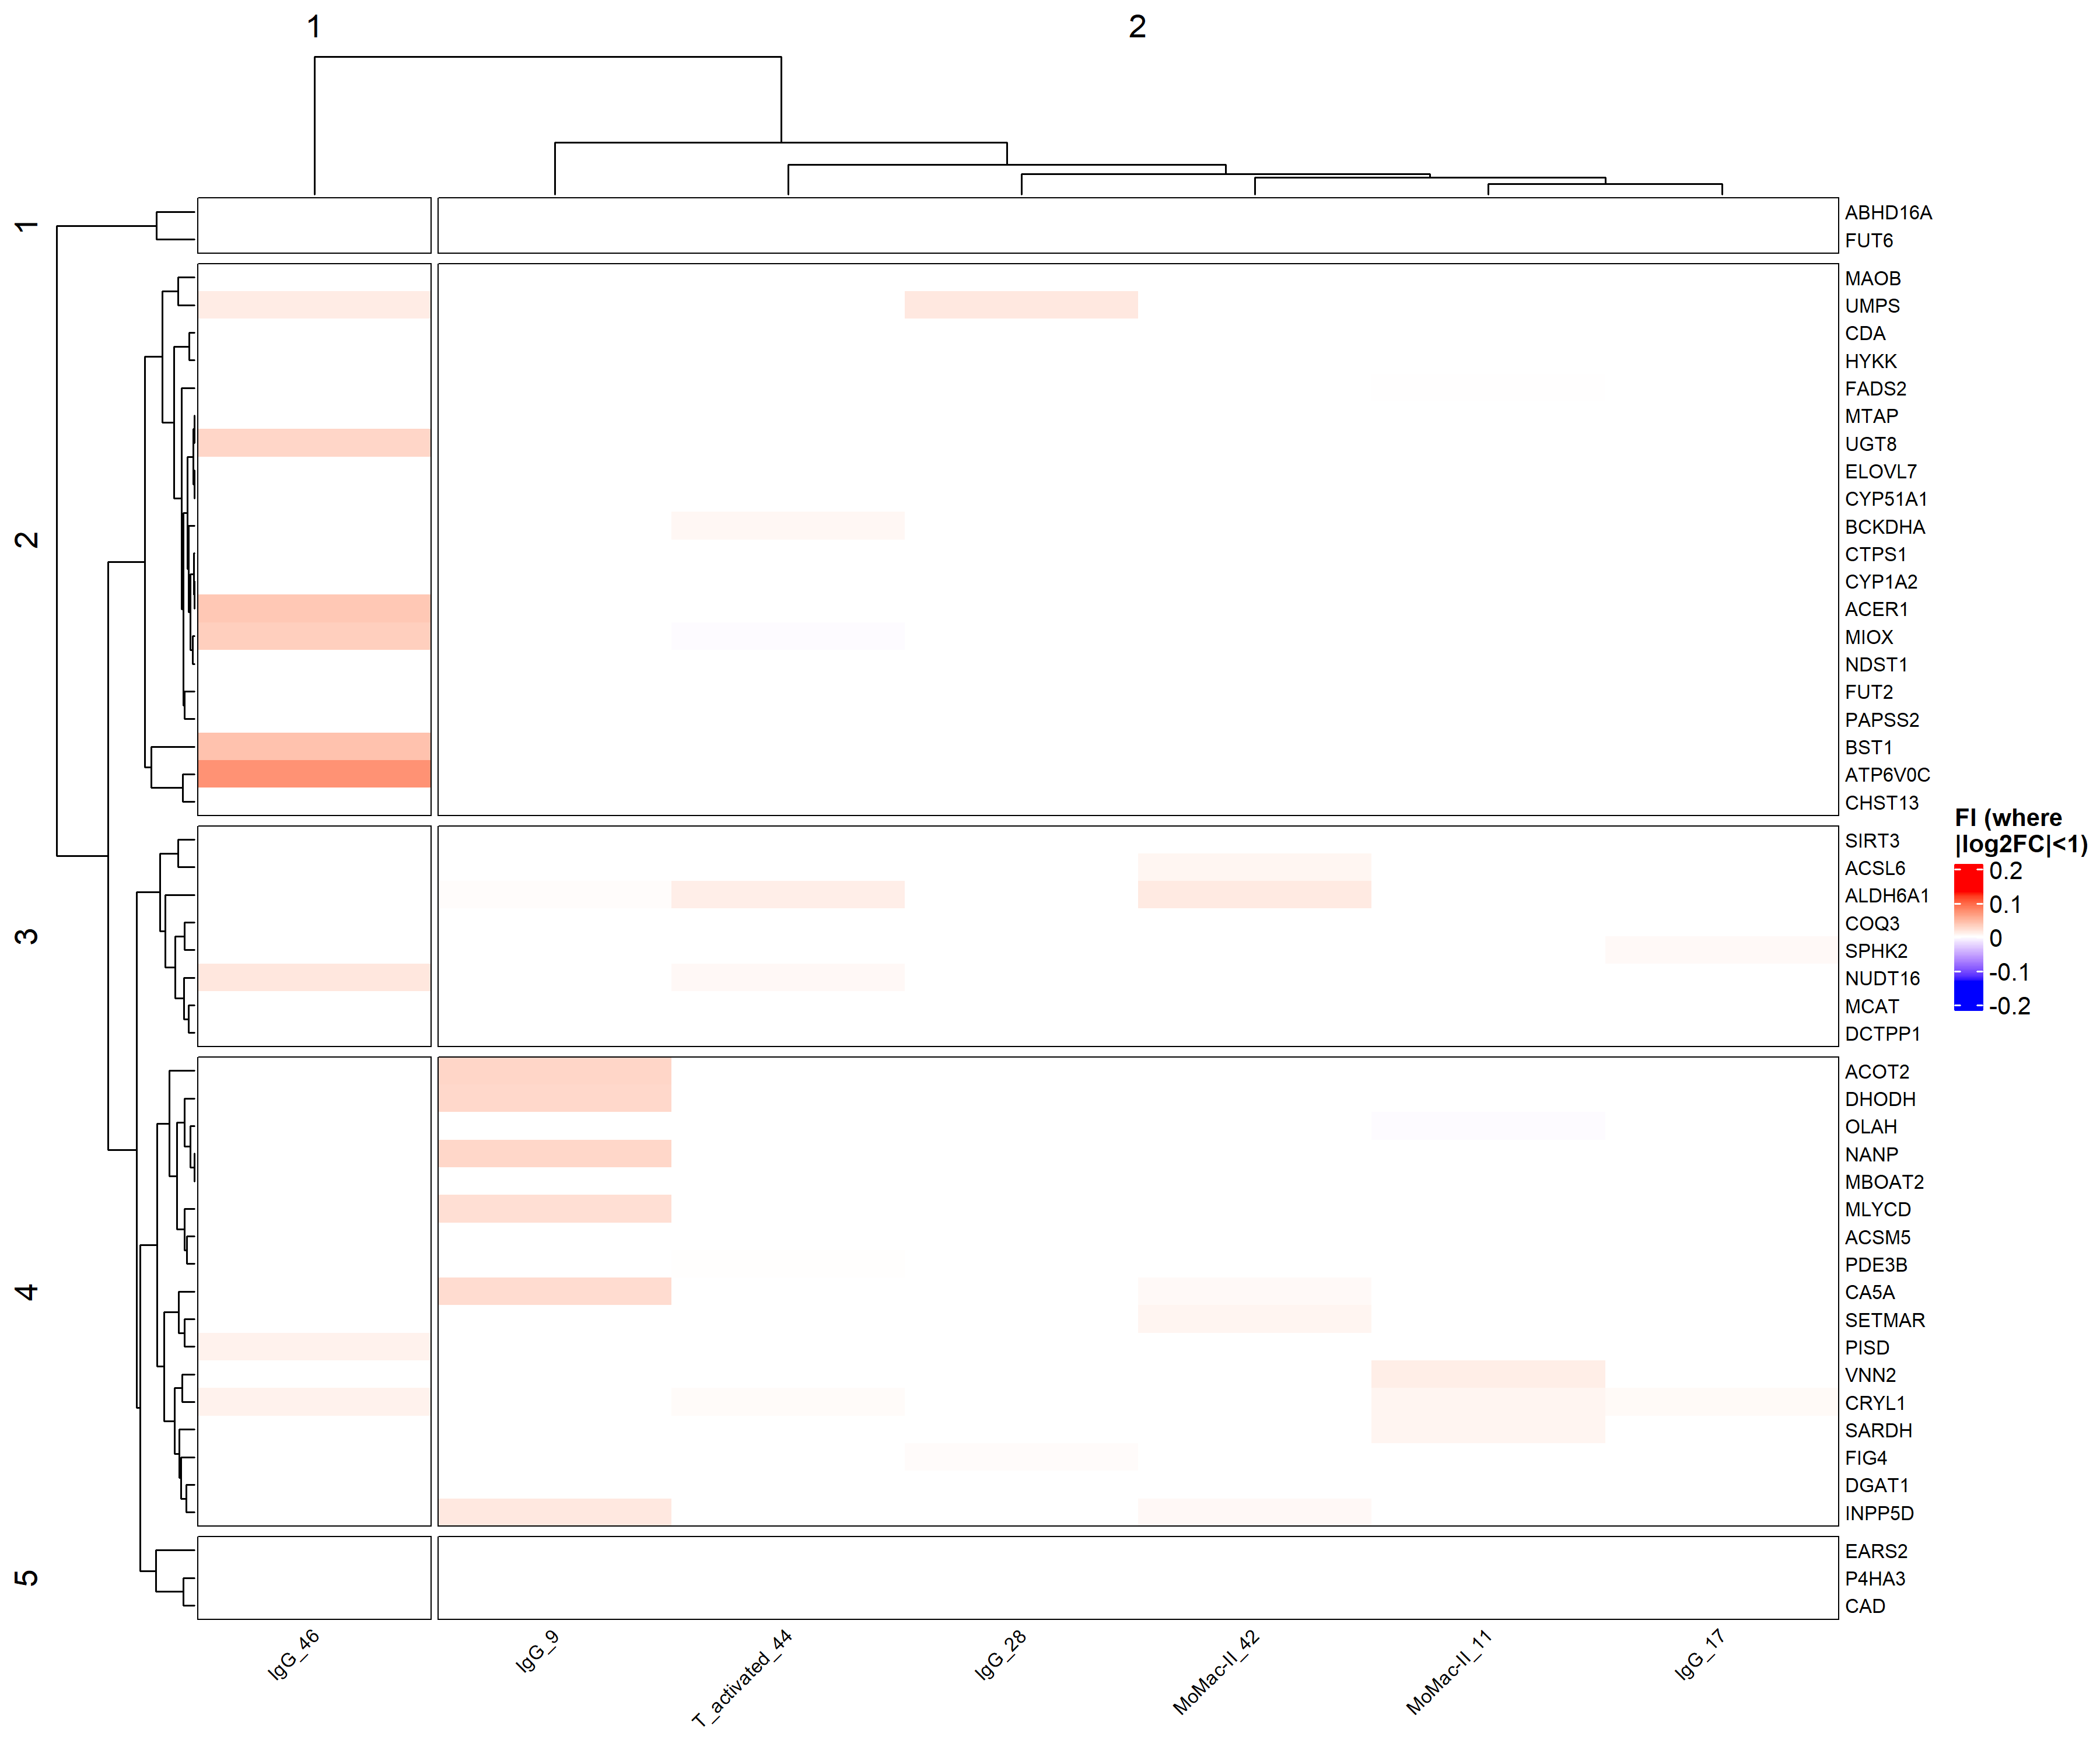 1
2
1
ABHD16A
FUT6
2
MAOB
UMPS
CDA
HYKK
FADS2
MTAP
UGT8
ELOVL7
CYP51A1
BCKDHA
CTPS1
CYP1A2
ACER1
MIOX
NDST1
FUT2
PAPSS2
BST1
ATP6V0C
CHST13
3
SIRT3
ACSL6
ALDH6A1
COQ3
SPHK2
NUDT16
MCAT
DCTPP1
4
ACOT2
DHODH
OLAH
NANP
MBOAT2
MLYCD
ACSM5
PDE3B
CA5A
SETMAR
PISD
VNN2
CRYL1
SARDH
FIG4
DGAT1
INPP5D
5
EARS2
P4HA3
CAD
IgG_46
IgG_9
T_activated_44
IgG_28
MoMac-II_42
MoMac-II_11
IgG_17
FI (where
|log2FC|<1)
0.2
0.1
0
-0.1
-0.2